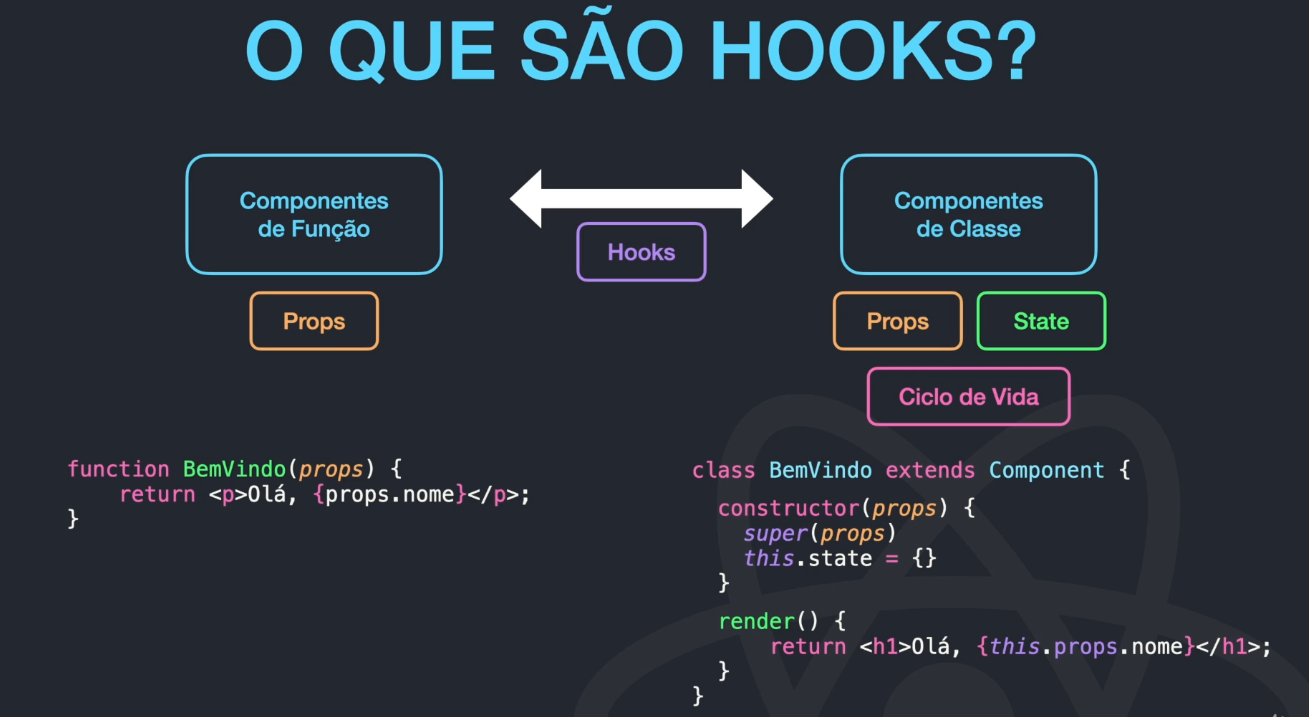 O QUE SÃO HOOKS?
Componentes
de Função
Hooks
Componentes
de Classe
Props
Props
State
Ciclo de Vida
function BemVindo(props) {
    return <p>Olá, {props.nome}</p>;
}
class BemVindo extends Component {
  constructor(props) {
    super(props)
    this.state = {}
  }
  render() {
      return <h1>Olá, {this.props.nome}</h1>;
  }
}